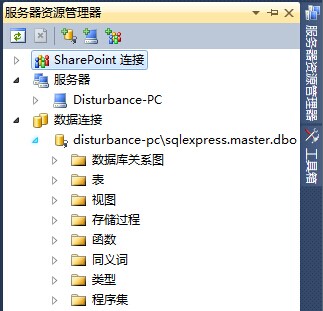 服务器资源管理器
SharePoint 连接
服务器
Disturbance-PC
数据连接
disturbance-pc\sqlexpress.master.dbo
数据库关系图
表
视图
存储过程
函数
同义词
类型
程序集
服务器资源管理器
工具箱